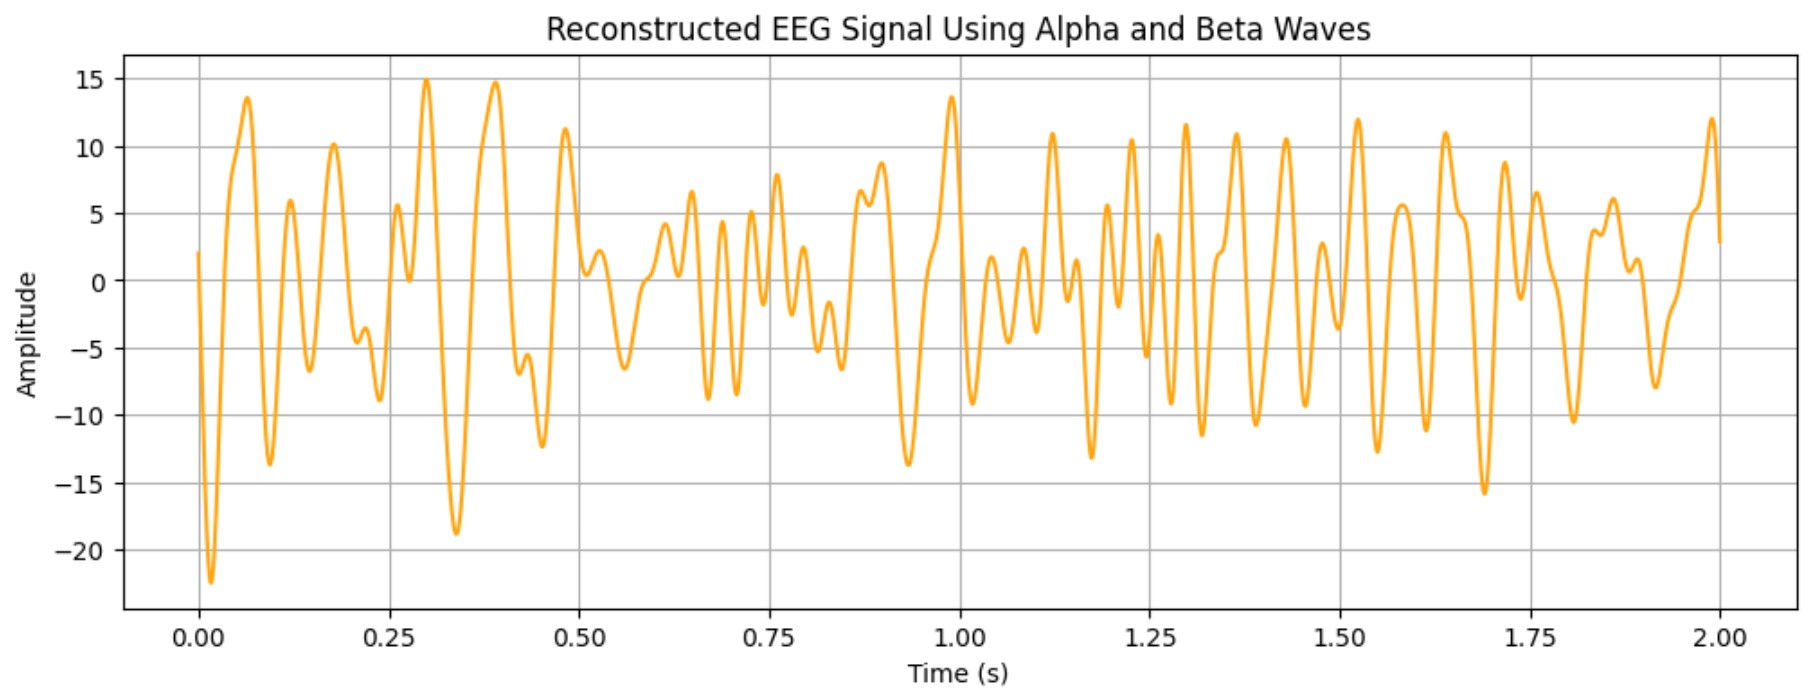 Reconstructed EEG Signal Using Alpha and Beta Waves
Amplitude
15
10
5
0
−5
−10
−15
−20
0.00 0.25 0.50 0.75 1.00 1.25 1.50 1.75 2.00
Time (s)